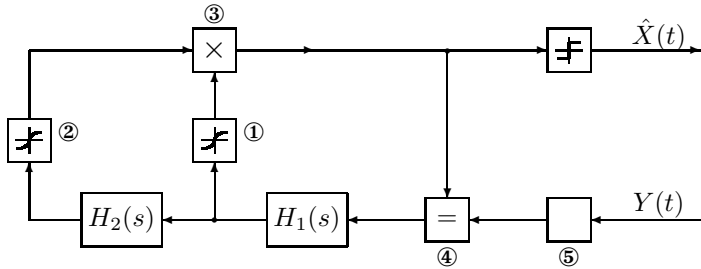 ③
×
X̂(t)
②
①
H₂(s)
H₁(s)
=
Y(t)
④
⑤